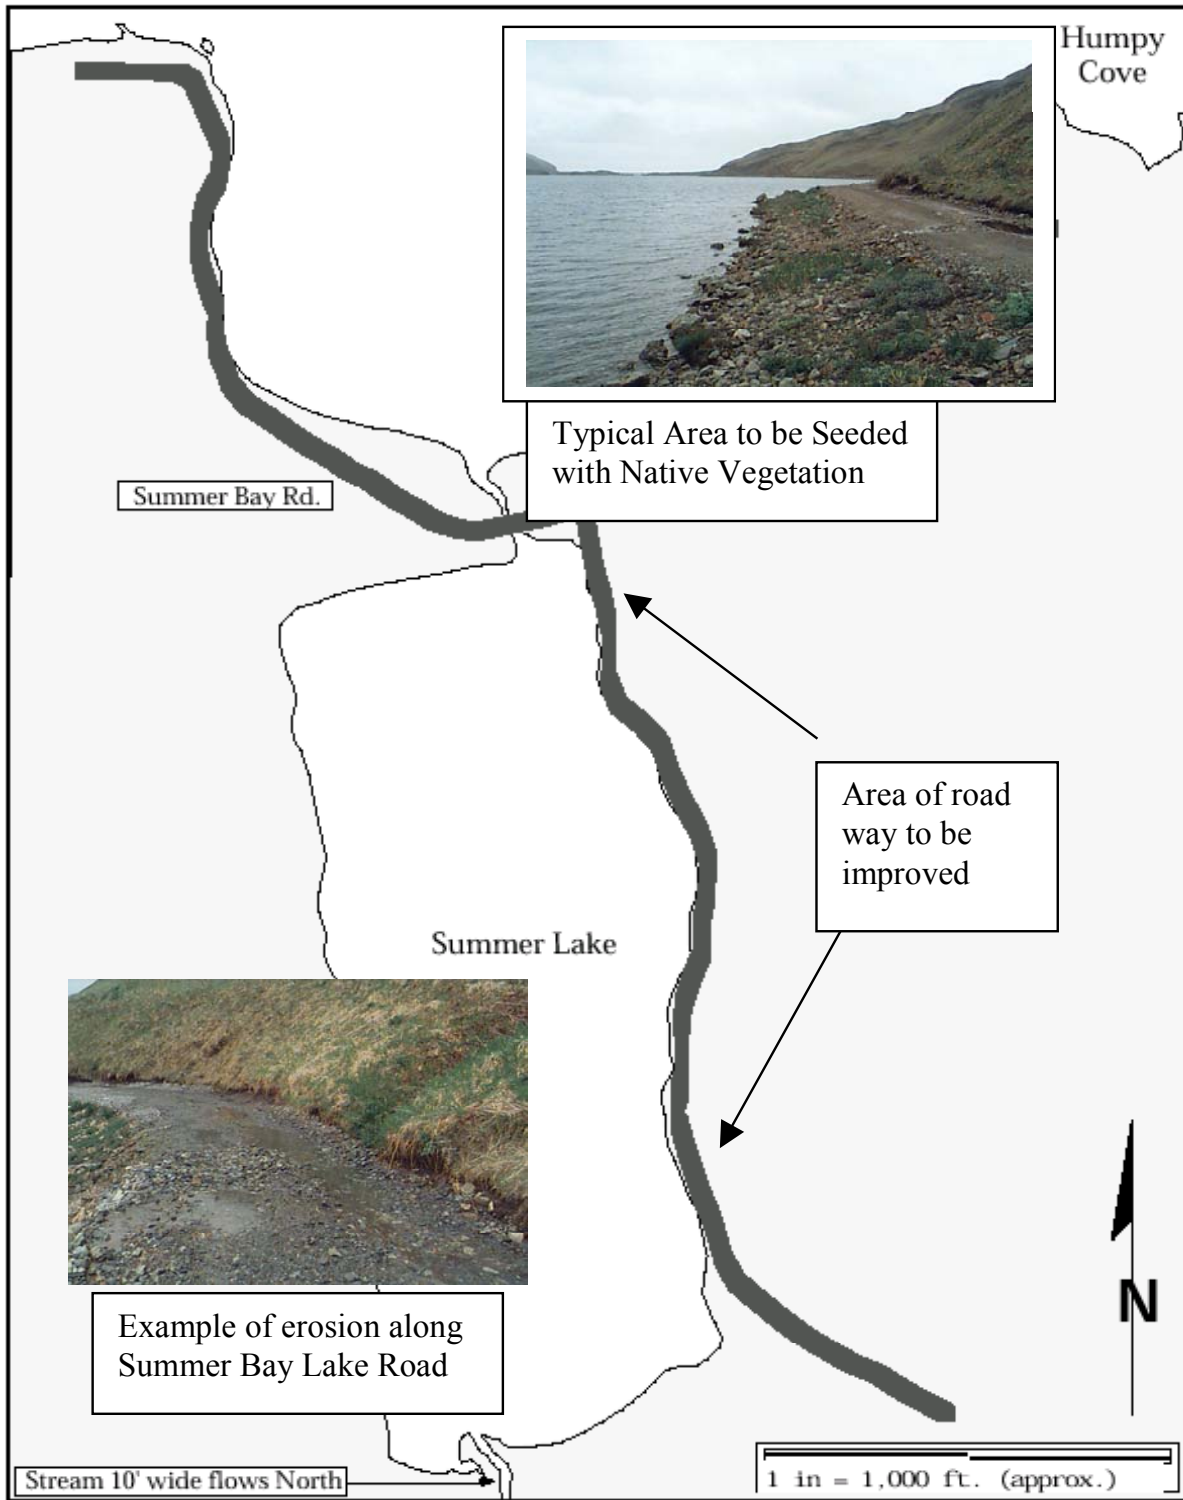 Humpy
Cove
Typical Area to be Seeded
with Native Vegetation
Summer Bay Rd.
Area of road
way to be
improved
Summer Lake
Example of erosion along
Summer Bay Lake Road
N
Stream 10' wide flows North
1 in = 1,000 ft. (approx.)